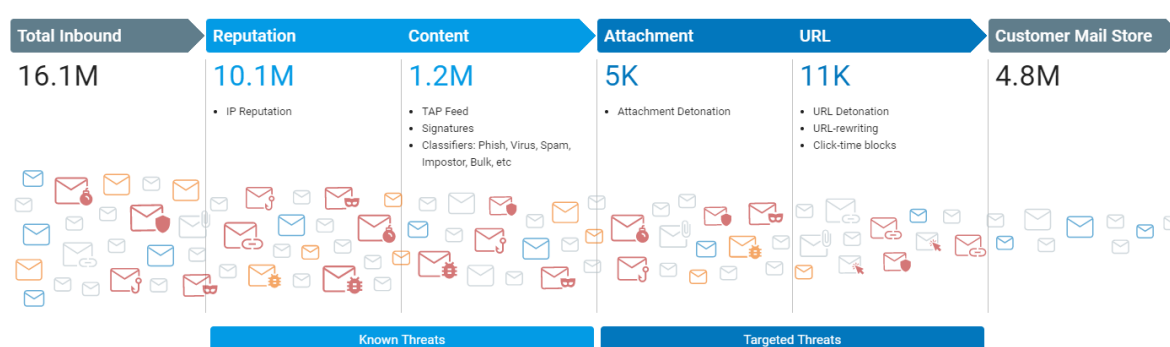 Total Inbound
Reputation
Content
Attachment
URL
Customer Mail Store
16.1M
10.1M
1.2M
5K
11K
4.8M
• IP Reputation
• TAP Feed
• Signatures
• Classifiers: Phish, Virus, Spam,
Impostor, Bulk, etc
• Attachment Detonation
• URL Detonation
• URL-rewriting
• Click-time blocks
Known Threats
Targeted Threats